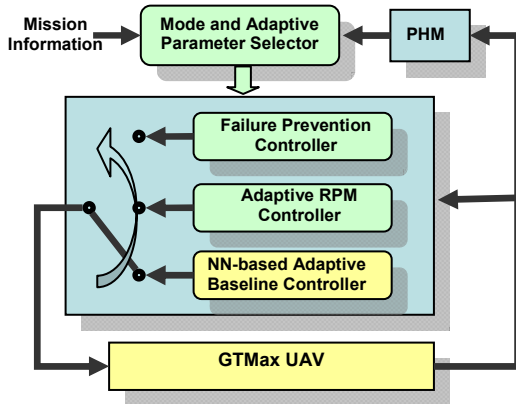 Mission
Information
Mode and Adaptive
Parameter Selector
PHM
Failure Prevention
Controller
Adaptive RPM
Controller
NN-based Adaptive
Baseline Controller
GTMax UAV